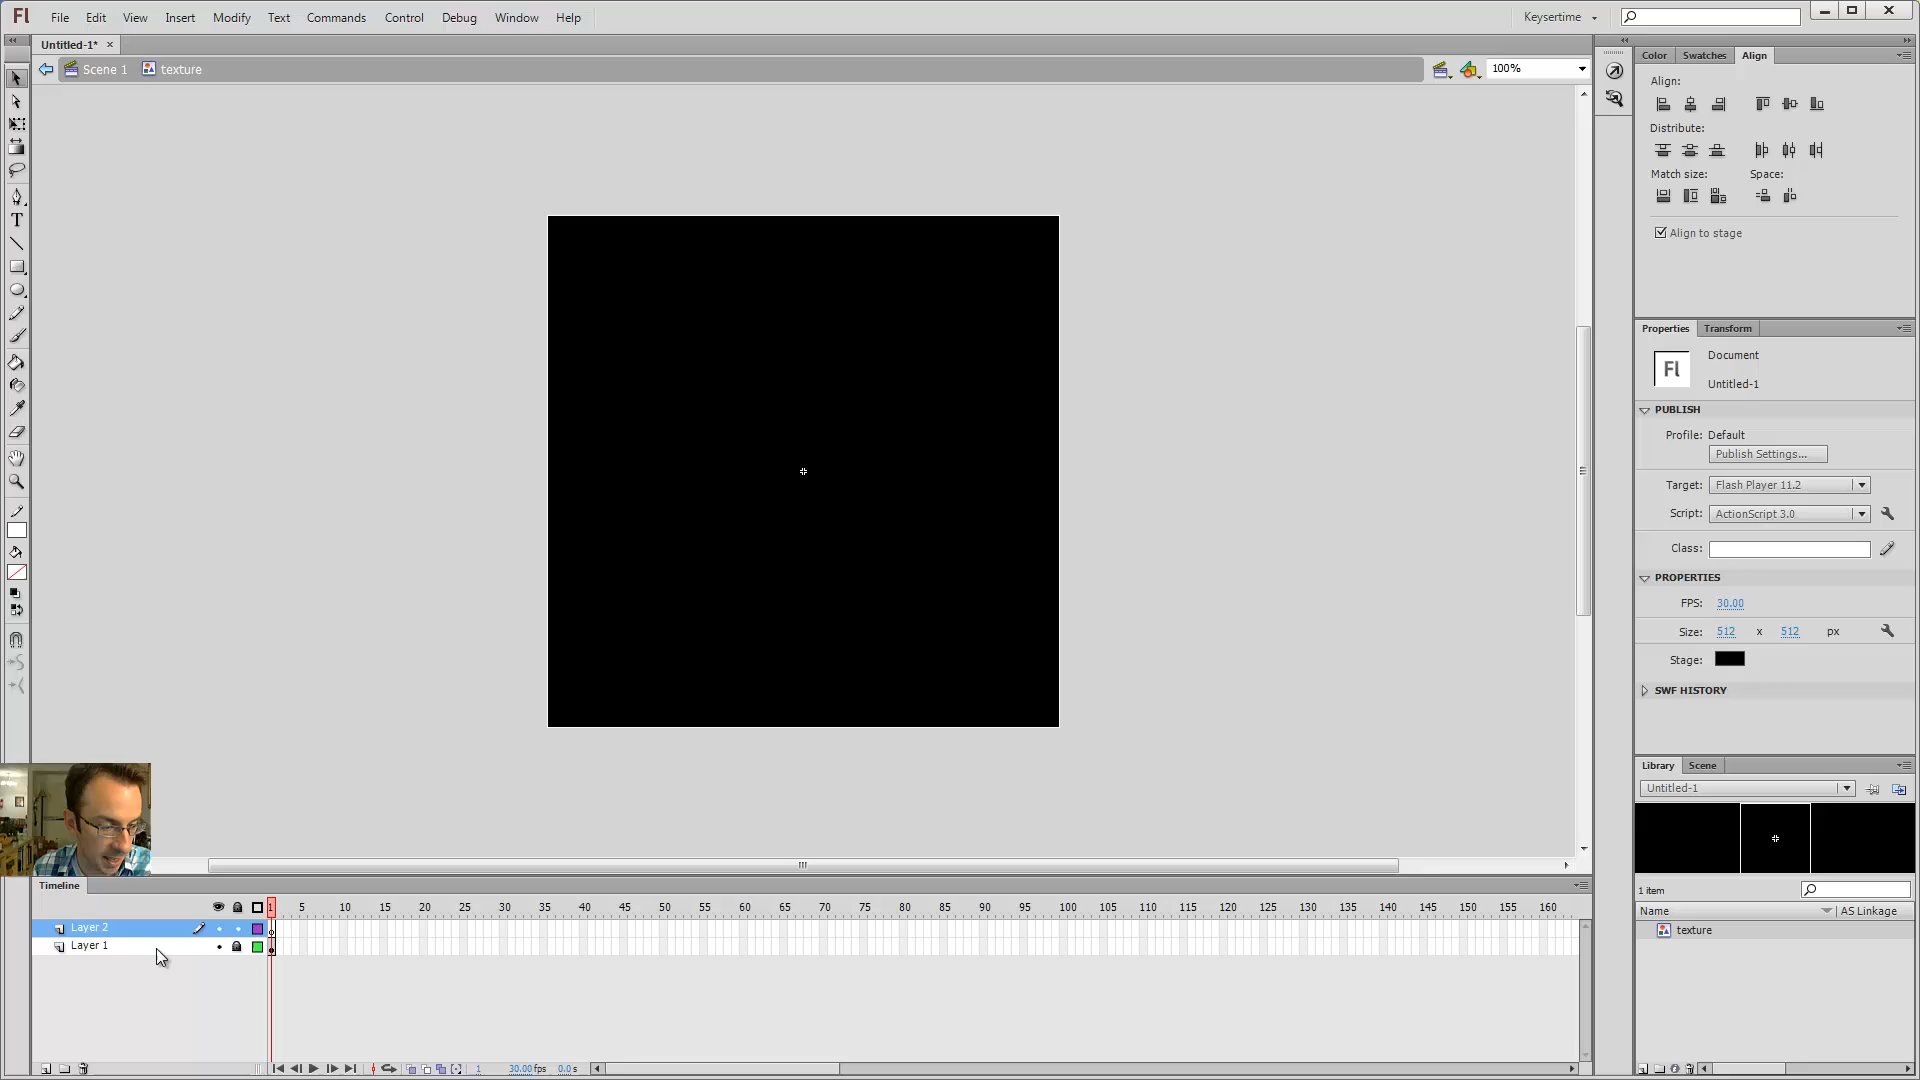 Fl File Edit View Insert Modify Text Commands Control Debug Window Help Keysertime
Untitled-1* ×
Scene 1 texture 100%
Color Swatches Align
Align:
Distribute:
Match size: Space:
Align to stage
Properties Transform
Fl Document
Untitled-1
PUBLISH
Profile: Default
Publish Settings...
Target: Flash Player 11.2
Script: ActionScript 3.0
Class:
PROPERTIES
FPS: 30.00
Size: 512 x 512 px
Stage:
SWF HISTORY
Library Scene
Untitled-1
1 item
Name AS Linkage
texture
T
Timeline
1 5 10 15 20 25 30 35 40 45 50 55 60 65 70 75 80 85 90 95 100 105 110 115 120 125 130 135 140 145 150 155 160
Layer 2
Layer 1
1 30.00 fps 0.0 s